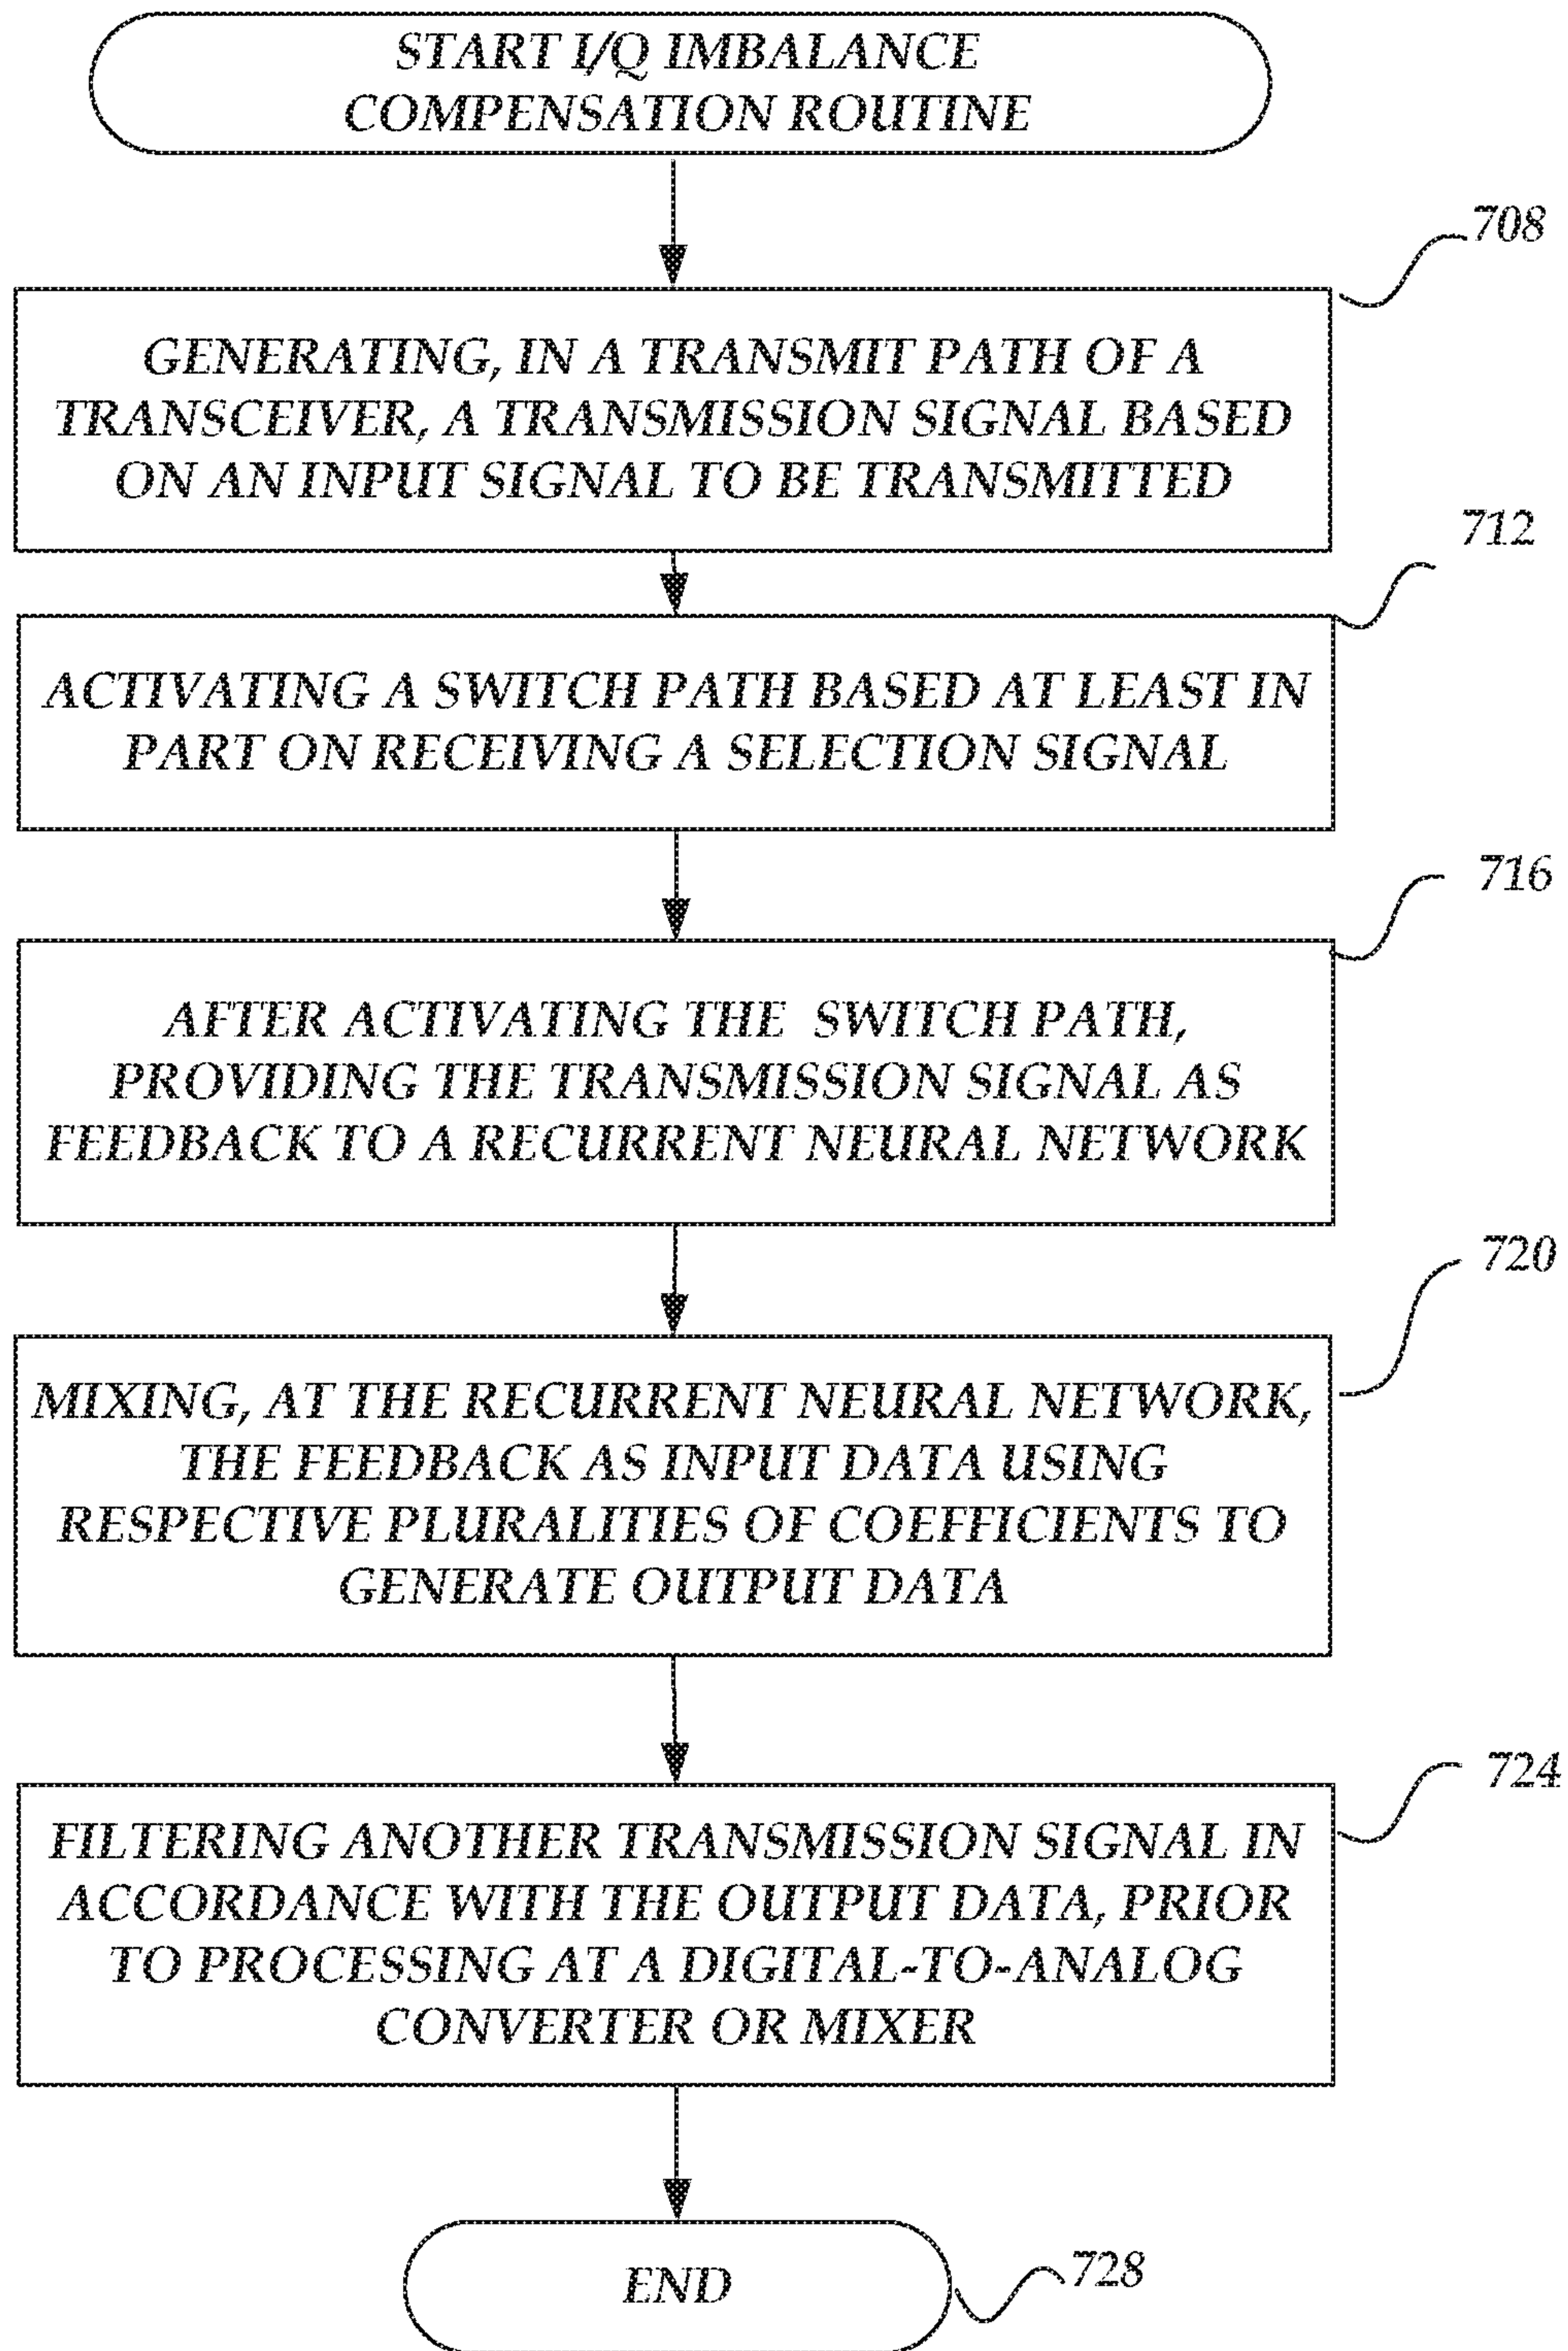 START I/Q IMBALANCE
COMPENSATION ROUTINE
708
GENERATING, IN A TRANSMIT PATH OF A
TRANSCEIVER, A TRANSMISSION SIGNAL BASED
ON AN INPUT SIGNAL TO BE TRANSMITTED
712
ACTIVATING A SWITCH PATH BASED AT LEAST IN
PART ON RECEIVING A SELECTION SIGNAL
716
AFTER ACTIVATING THE SWITCH PATH,
PROVIDING THE TRANSMISSION SIGNAL AS
FEEDBACK TO A RECURRENT NEURAL NETWORK
720
MIXING, AT THE RECURRENT NEURAL NETWORK,
THE FEEDBACK AS INPUT DATA USING
RESPECTIVE PLURALITIES OF COEFFICIENTS TO
GENERATE OUTPUT DATA
724
FILTERING ANOTHER TRANSMISSION SIGNAL IN
ACCORDANCE WITH THE OUTPUT DATA, PRIOR
TO PROCESSING AT A DIGITAL-TO-ANALOG
CONVERTER OR MIXER
END
728